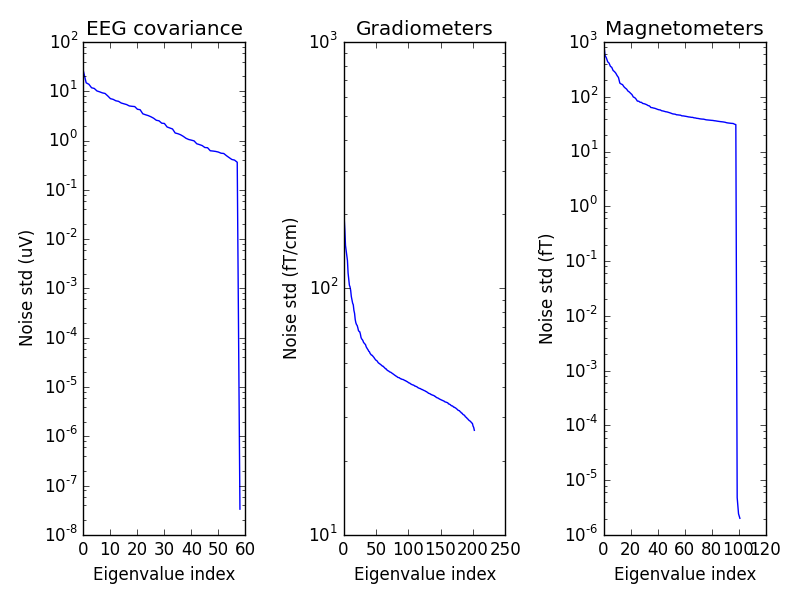 EEG covariance
Noise std (uV)
10^2
10^1
10^0
10^-1
10^-2
10^-3
10^-4
10^-5
10^-6
10^-7
10^-8
0 10 20 30 40 50 60
Eigenvalue index
Gradiometers
Noise std (fT/cm)
10^3
10^2
10^1
0 50 100 150 200 250
Eigenvalue index
Magnetometers
Noise std (fT)
10^3
10^2
10^1
10^0
10^-1
10^-2
10^-3
10^-4
10^-5
10^-6
0 20 40 60 80 100 120
Eigenvalue index